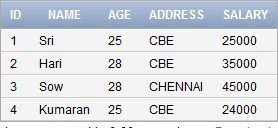 ID NAME AGE ADDRESS SALARY
1 Sri 25 CBE 25000
2 Hari 28 CBE 35000
3 Sow 28 CHENNAI 45000
4 Kumaran 25 CBE 24000